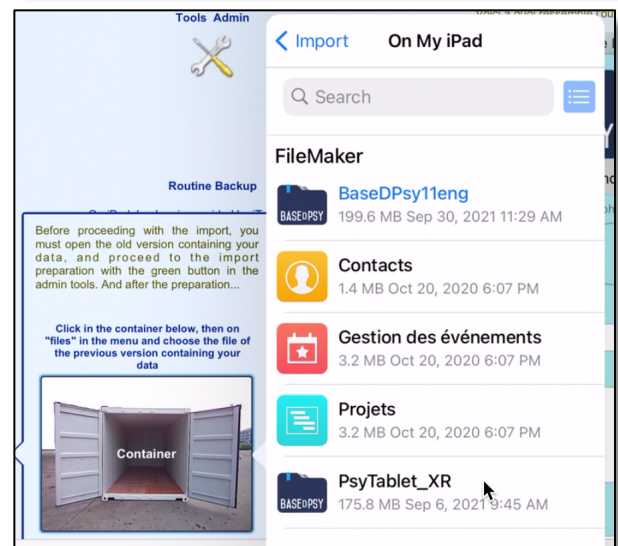 Tools Admin
Routine Backup
Before proceeding with the import, you
must open the old version containing your
data, and proceed to the import
preparation with the green button in the
admin tools. And after the preparation...
Click in the container below, then on
"files" in the menu and choose the file of
the previous version containing your
data
Container
Import
On My iPad
Search
FileMaker
BASEDPSY
BaseDPsy11eng
199.6 MB Sep 30, 2021 11:29 AM
Contacts
1.4 MB Oct 20, 2020 6:07 PM
Gestion des événements
3.2 MB Oct 20, 2020 6:07 PM
Projets
3.2 MB Oct 20, 2020 6:07 PM
BASEDPSY
PsyTablet_XR
175.8 MB Sep 6, 2021 9:45 AM